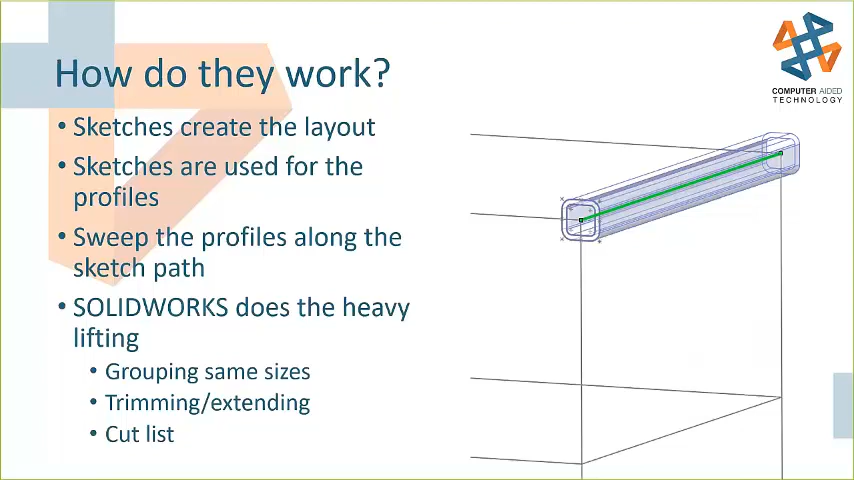 How do they work?
• Sketches create the layout
• Sketches are used for the
profiles
• Sweep the profiles along the
sketch path
• SOLIDWORKS does the heavy
lifting
• Grouping same sizes
• Trimming/extending
• Cut list
COMPUTER AIDED
TECHNOLOGY